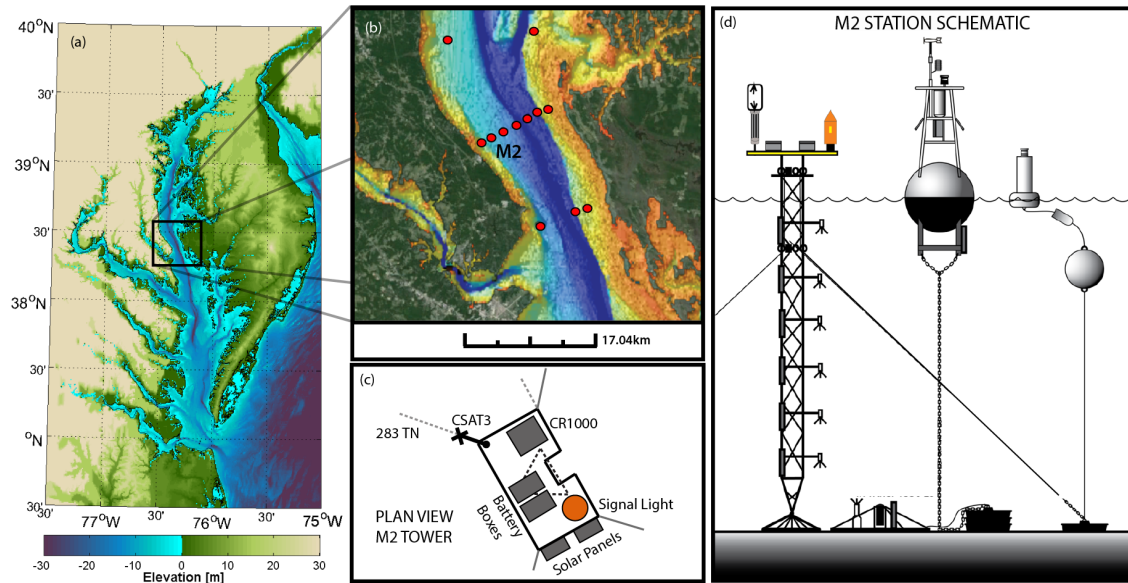 (a)
40°N
30'
39°N
30'
38°N
30'
°N
30'
30'
77°W
30'
76°W
30'
75°W
-30 -20 -10 0 10 20 30
Elevation [m]
(b)
M2
17.04km
(c)
CSAT3
CR1000
283 TN
Battery
Boxes
Signal Light
PLAN VIEW
M2 TOWER
Solar Panels
(d)
M2 STATION SCHEMATIC